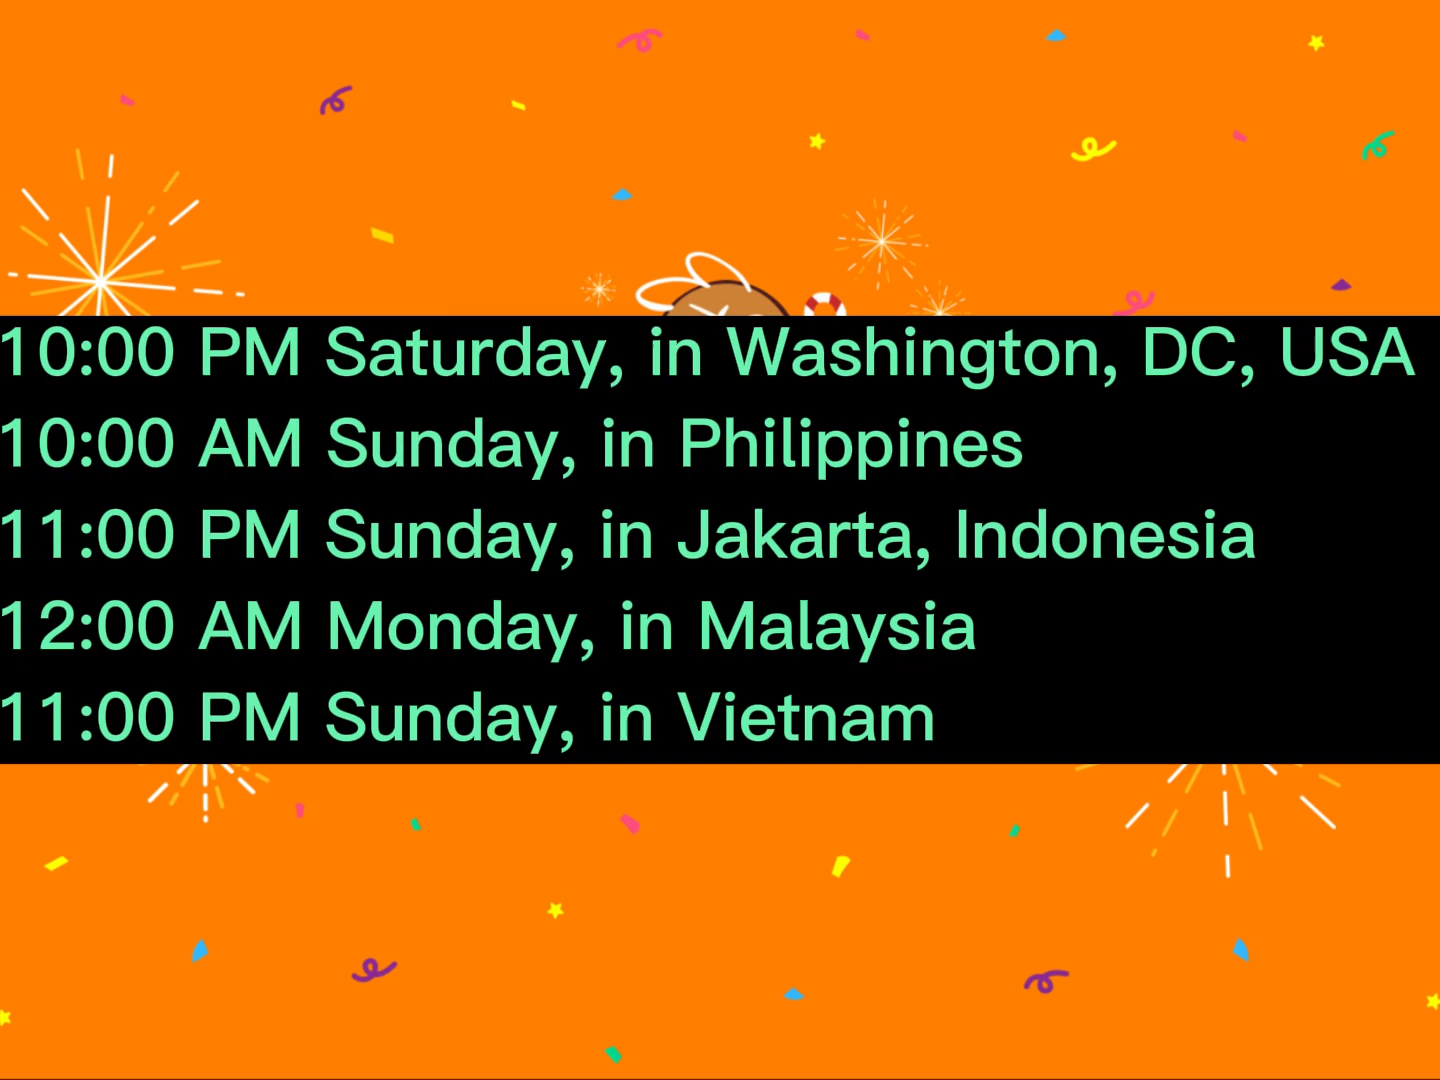 10:00 PM Saturday, in Washington, DC, USA
10:00 AM Sunday, in Philippines
11:00 PM Sunday, in Jakarta, Indonesia
12:00 AM Monday, in Malaysia
11:00 PM Sunday, in Vietnam